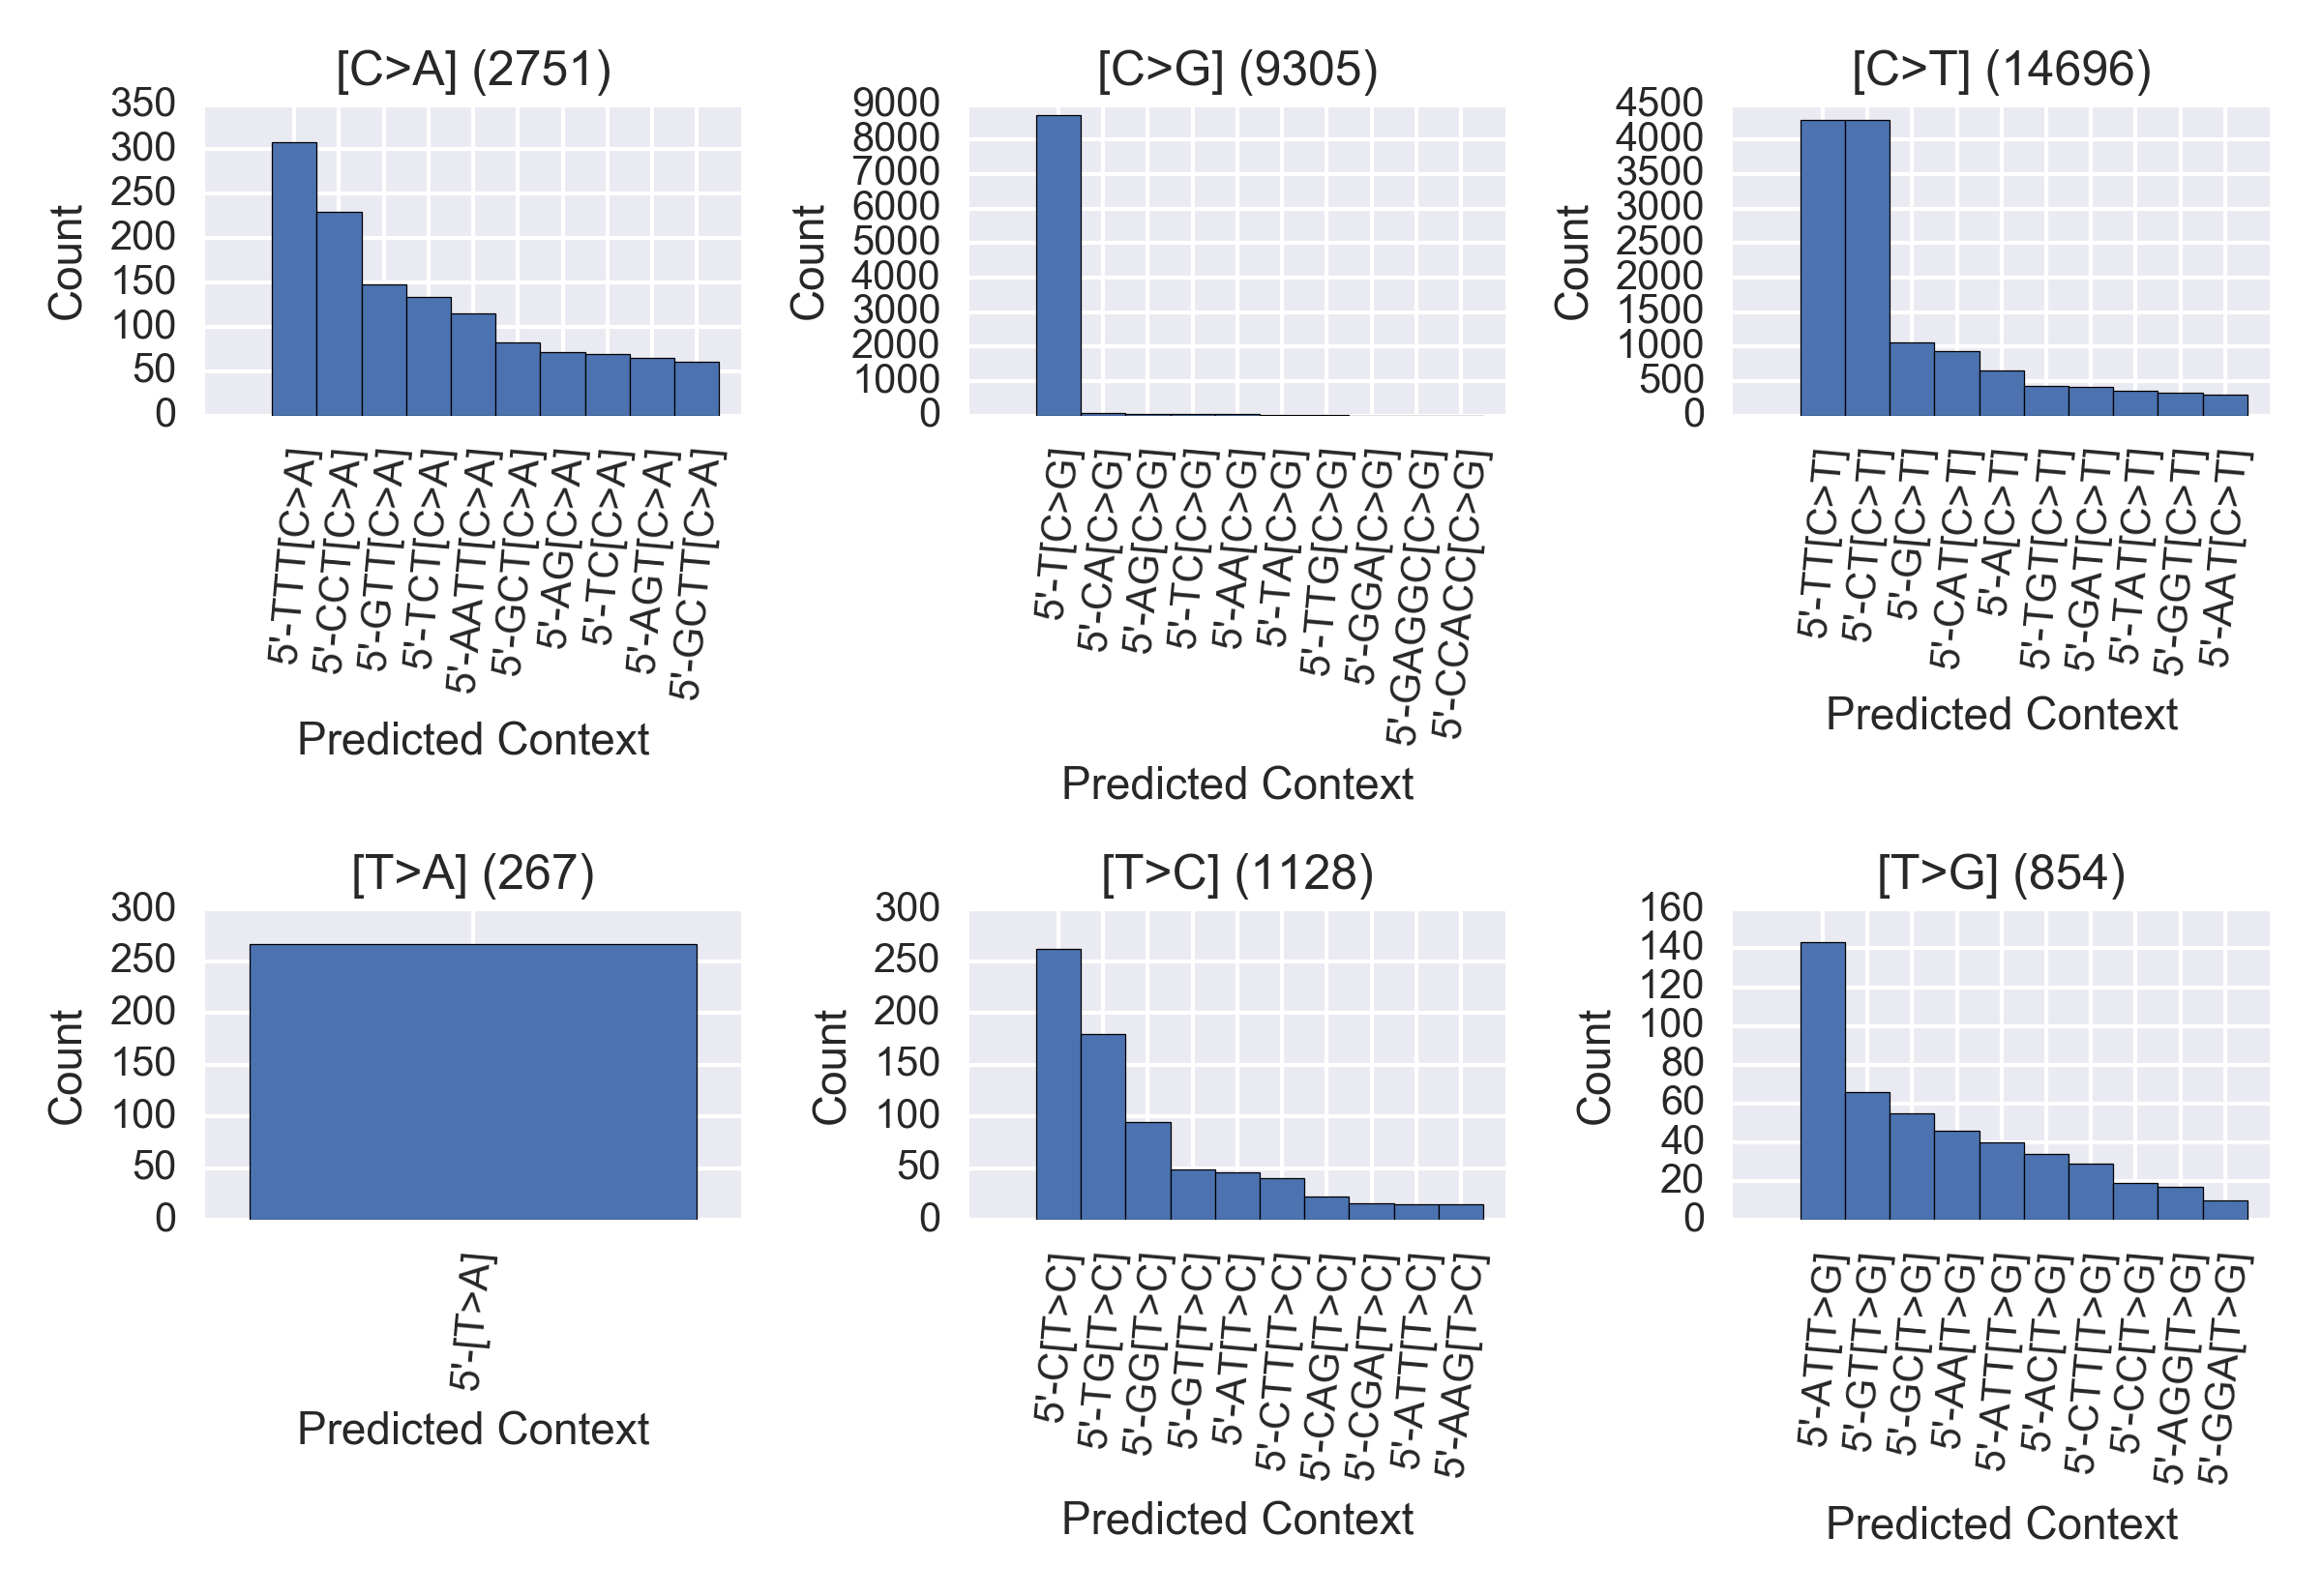 [C>A] (2751)
350
300
250
200
150
100
50
0
Count
5'-TTT[C>A]
5'-CCT[C>A]
5'-GTT[C>A]
5'-TCT[C>A]
5'-AATT[C>A]
5'-GCT[C>A]
5'-AG[C>A]
5'-TC[C>A]
5'-AGT[C>A]
5'-GCTT[C>A]
Predicted Context
[C>G] (9305)
9000
8000
7000
6000
5000
4000
3000
2000
1000
0
Count
5'-T[C>G]
5'-CA[C>G]
5'-AG[C>G]
5'-TC[C>G]
5'-AA[C>G]
5'-TA[C>G]
5'-TTG[C>G]
5'-GGA[C>G]
5'-GAGGC[C>G]
5'-CCACC[C>G]
Predicted Context
[C>T] (14696)
4500
4000
3500
3000
2500
2000
1500
1000
500
0
Count
5'-TT[C>T]
5'-CT[C>T]
5'-G[C>T]
5'-CAT[C>T]
5'-A[C>T]
5'-TGT[C>T]
5'-GAT[C>T]
5'-TAT[C>T]
5'-GGT[C>T]
5'-AAT[C>T]
Predicted Context
[T>A] (267)
300
250
200
150
100
50
0
Count
5'-[T>A]
Predicted Context
[T>C] (1128)
300
250
200
150
100
50
0
Count
5'-C[T>C]
5'-TG[T>C]
5'-GG[T>C]
5'-GT[T>C]
5'-AT[T>C]
5'-CTT[T>C]
5'-CAG[T>C]
5'-CGA[T>C]
5'-ATT[T>C]
5'-AAG[T>C]
Predicted Context
[T>G] (854)
160
140
120
100
80
60
40
20
0
Count
5'-AT[T>G]
5'-GT[T>G]
5'-GC[T>G]
5'-AA[T>G]
5'-ATT[T>G]
5'-AC[T>G]
5'-CTT[T>G]
5'-CC[T>G]
5'-AGG[T>G]
5'-GGA[T>G]
Predicted Context